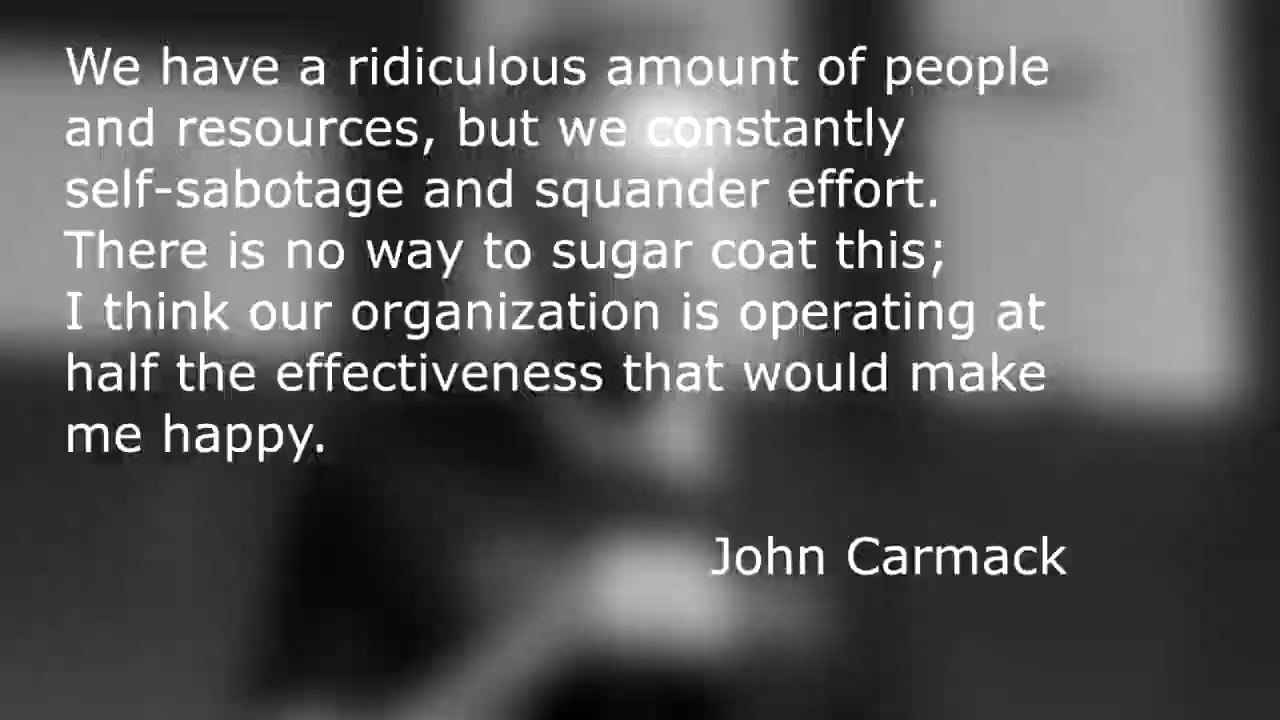 We have a ridiculous amount of people
and resources, but we constantly
self-sabotage and squander effort.
There is no way to sugar coat this;
I think our organization is operating at
half the effectiveness that would make
me happy.
John Carmack